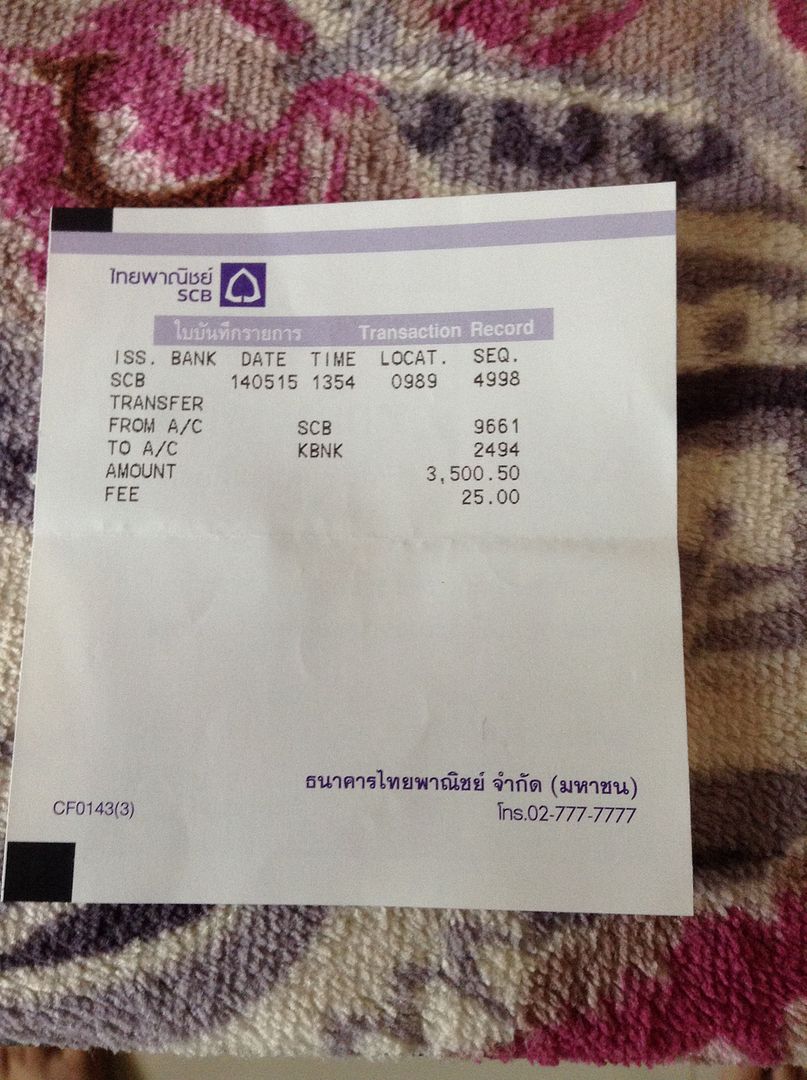 ไทยพาณิชย์
SCB
ใบบันทึกรายการ Transaction Record
ISS. BANK DATE TIME LOCAT. SEQ.
SCB 140515 1354 0989 4998
TRANSFER
FROM A/C SCB 9661
TO A/C KBNK 2494
AMOUNT 3,500.50
FEE 25.00
ธนาคารไทยพาณิชย์ จำกัด (มหาชน)
CF0143(3) โทร.02-777-7777